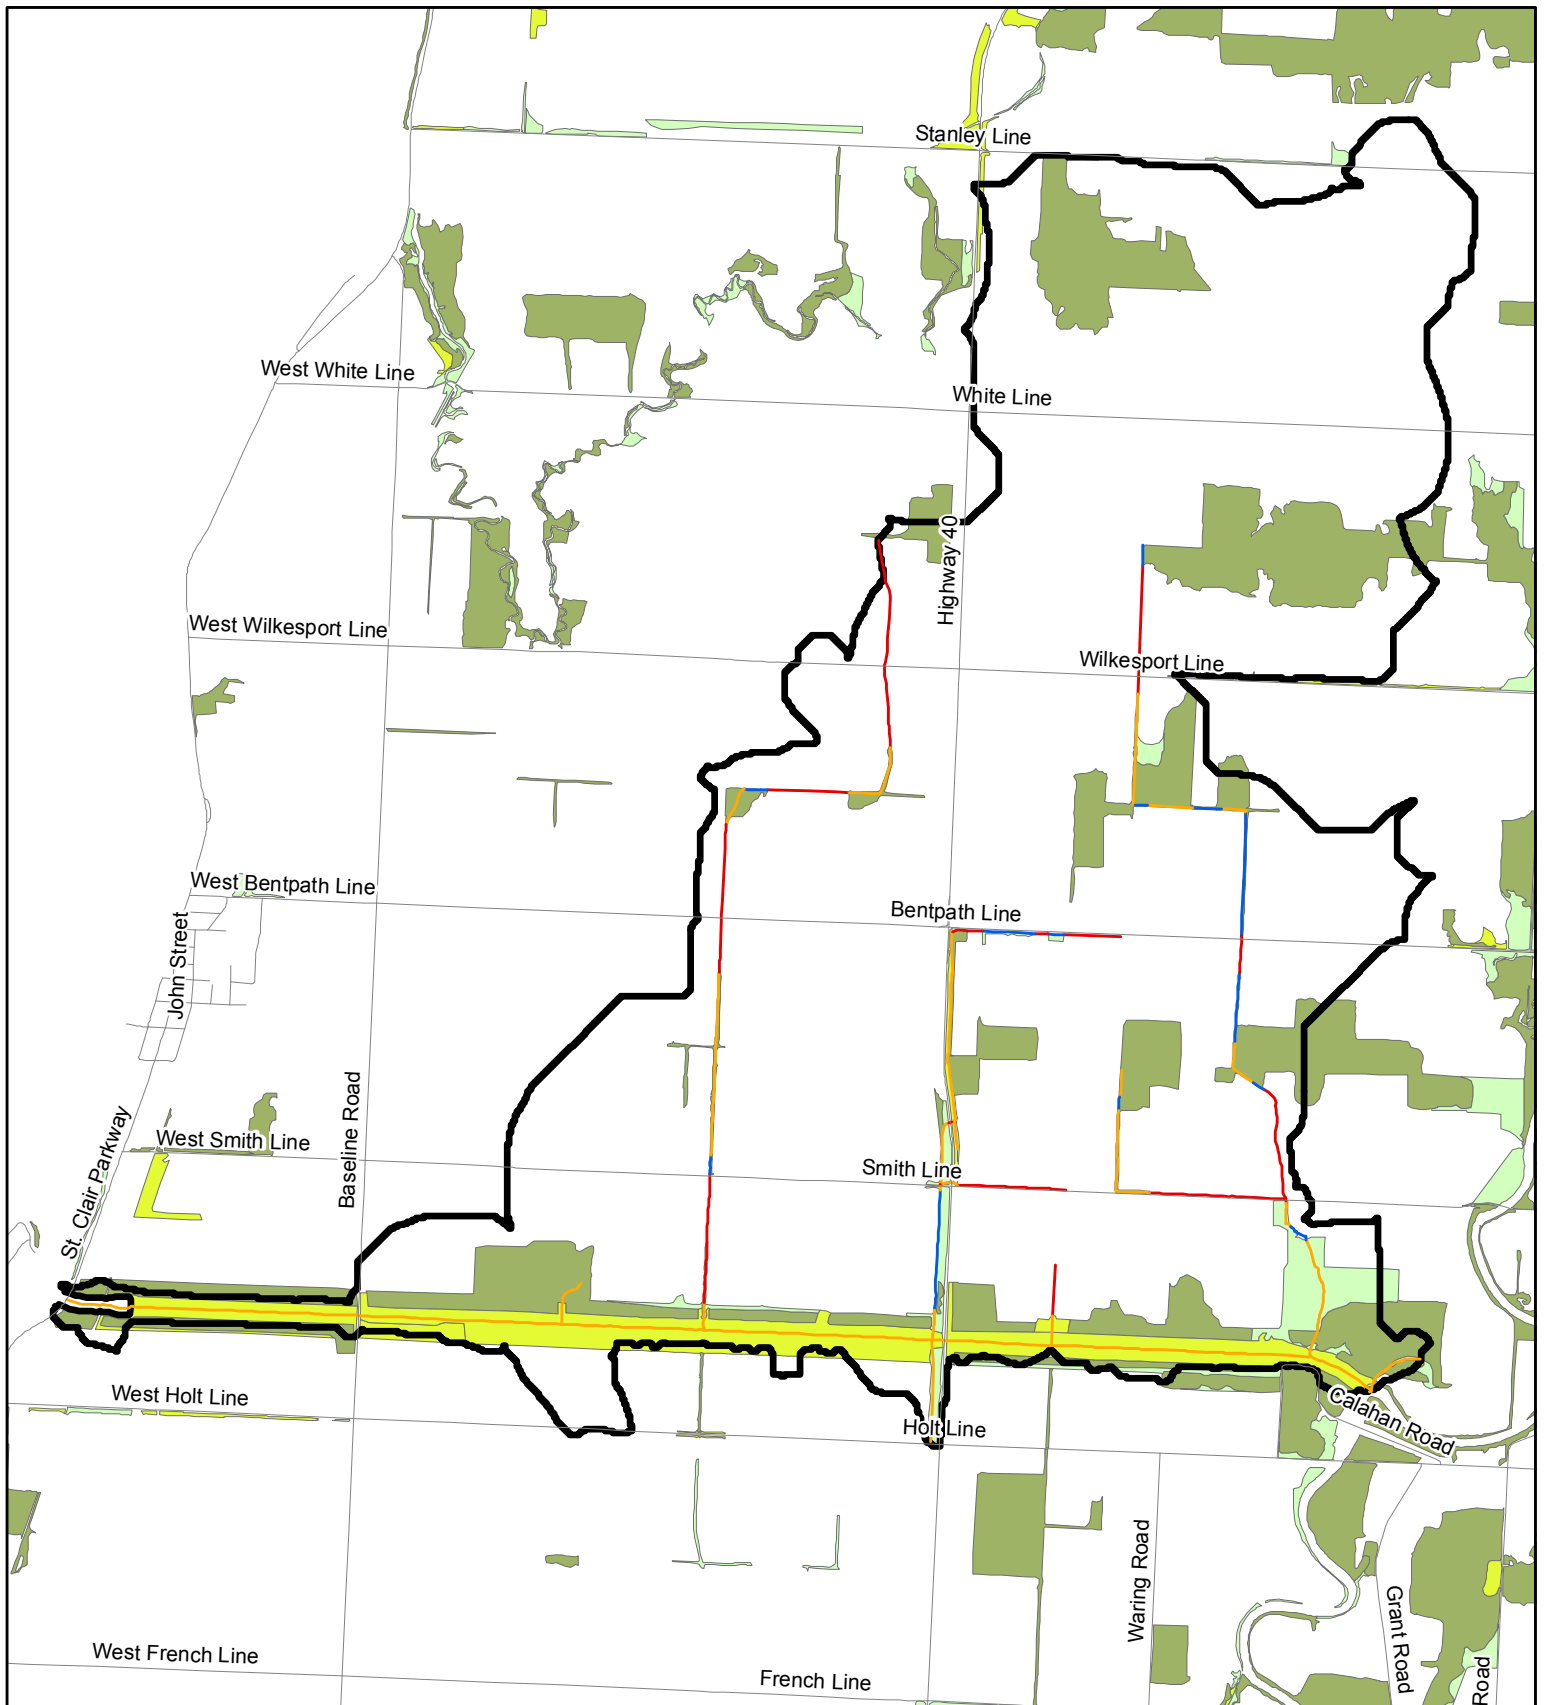 Stanley Line
West White Line
White Line
Highway 40
West Wilkesport Line
Wilkesport Line
West Bentpath Line
Bentpath Line
John Street
Baseline Road
St. Clair Parkway
West Smith Line
Smith Line
West Holt Line
Holt Line
Calahan Road
Waring Road
Grant Road
Road
West French Line
French Line